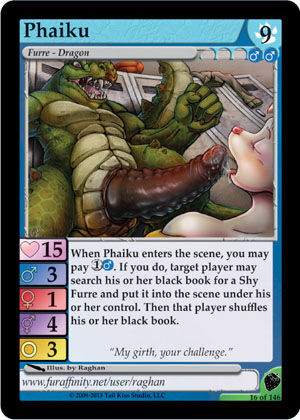 Phaiku
9
Furre - Dragon
15
3
1
4
3
When Phaiku enters the scene, you may
pay 1♂. If you do, target player may
search his or her black book for a Shy
Furre and put it into the scene under his
or her control. Then that player shuffles
his or her black book.
"My girth, your challenge."
Illus. by Raghan
www.furaffinity.net/user/raghan
© 2009-2013 Tail Kiss Studio, LLC
16 of 146